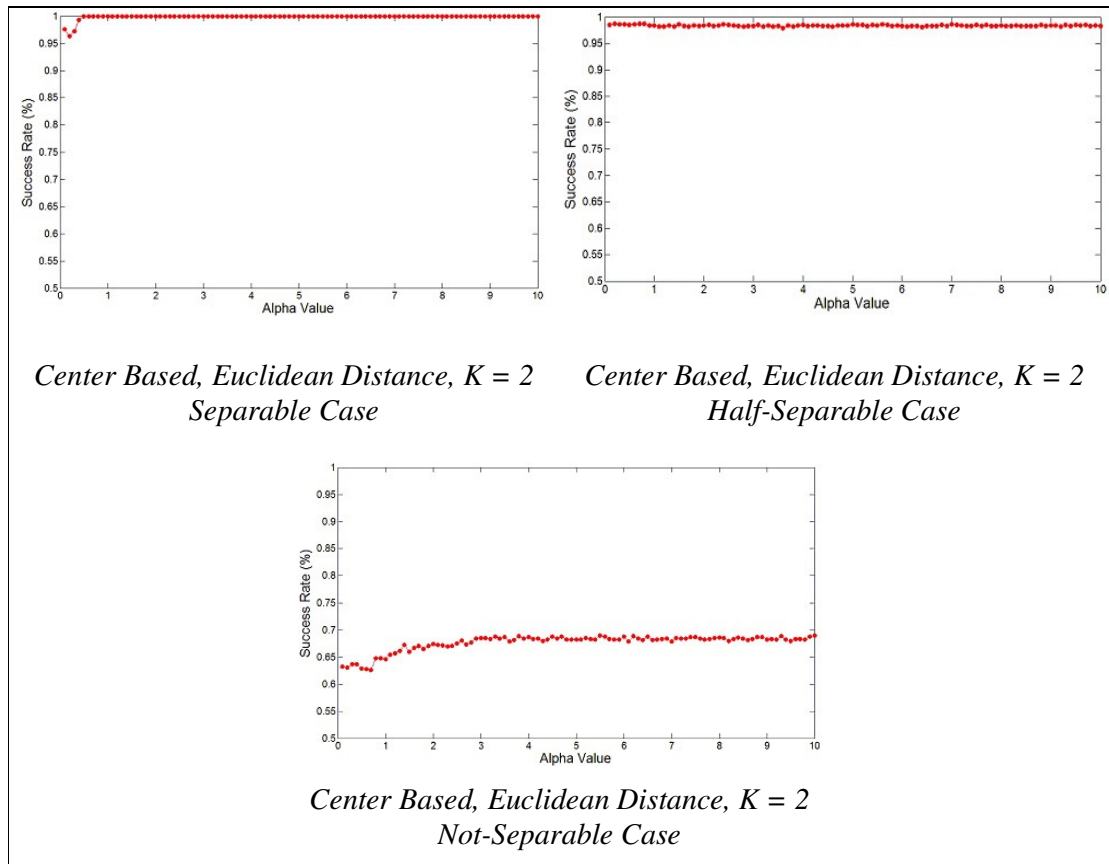 1
0.95
0.9
0.85
0.8
0.75
0.7
0.65
0.6
0.55
0.5
Success Rate (%)
0 1 2 3 4 5 6 7 8 9 10
Alpha Value
Center Based, Euclidean Distance, K = 2
Separable Case
1
0.95
0.9
0.85
0.8
0.75
0.7
0.65
0.6
0.55
0.5
Success Rate (%)
0 1 2 3 4 5 6 7 8 9 10
Alpha Value
Center Based, Euclidean Distance, K = 2
Half-Separable Case
1
0.95
0.9
0.85
0.8
0.75
0.7
0.65
0.6
0.55
0.5
Success Rate (%)
0 1 2 3 4 5 6 7 8 9 10
Alpha Value
Center Based, Euclidean Distance, K = 2
Not-Separable Case